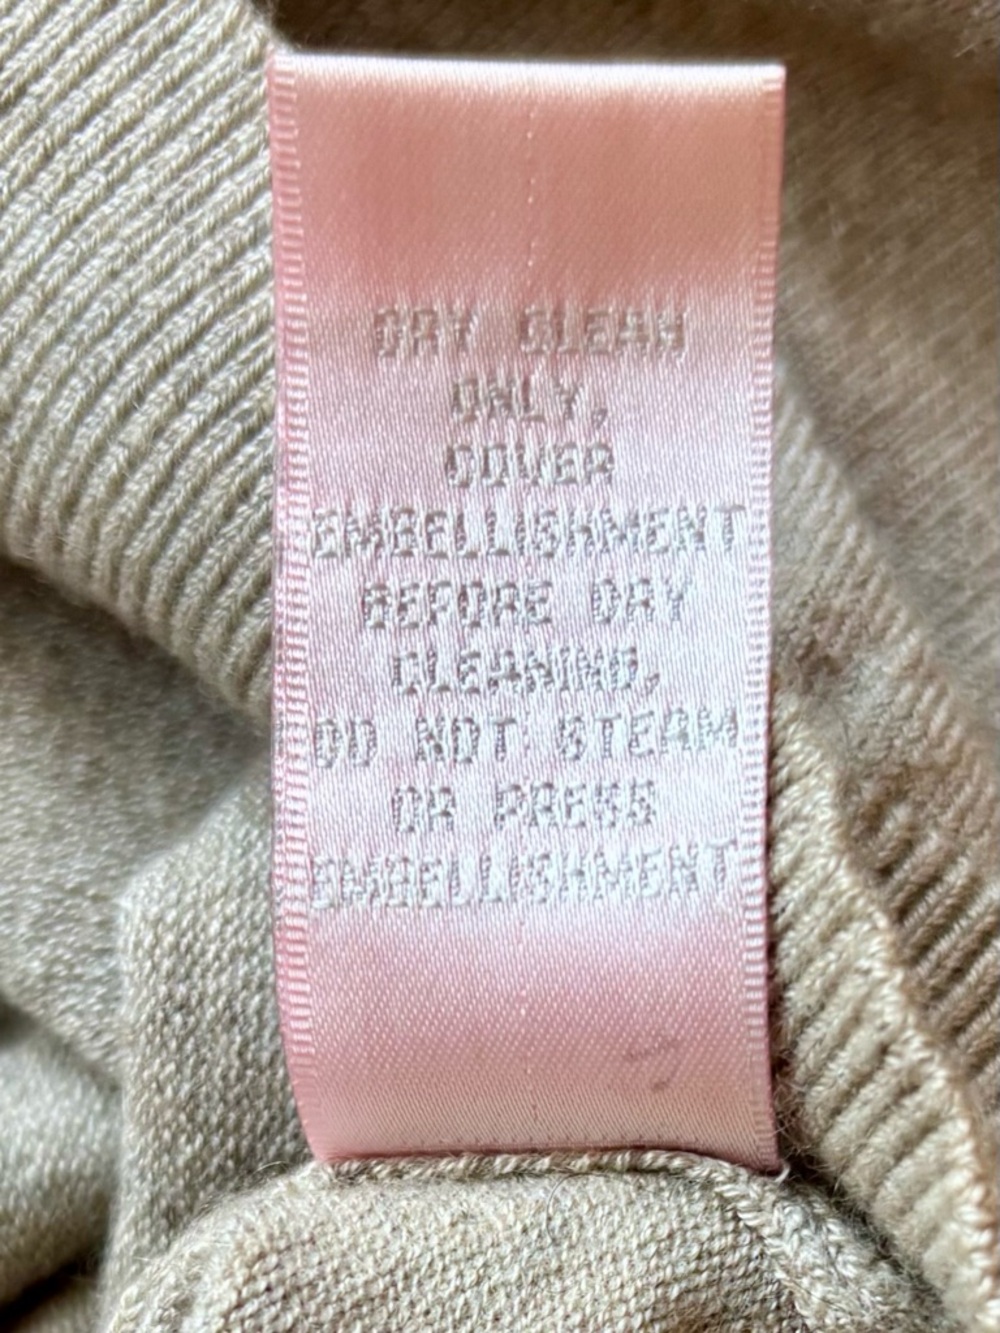 DRY CLEAN
ONLY,
COVER
EMBELLISHMENT
BEFORE DRY
CLEANING,
DO NOT STEAM
OR PRESS
EMBELLISHMENT